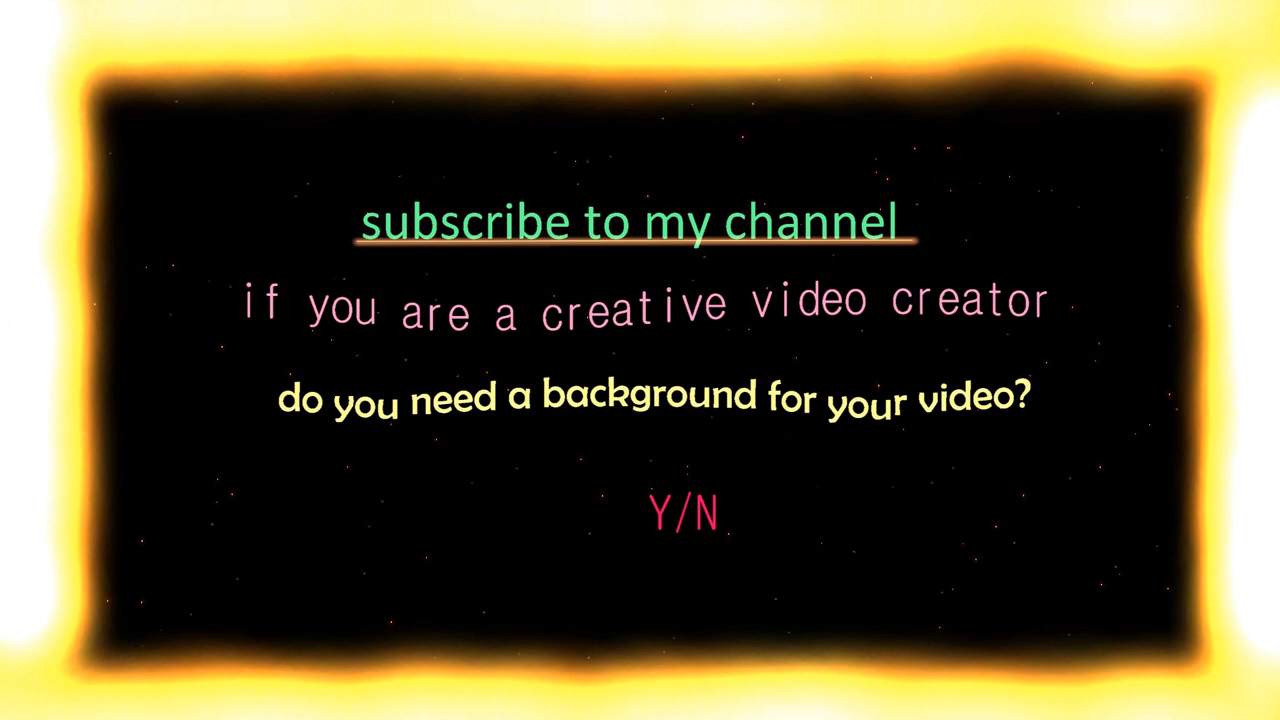 subscribe to my channel
if you are a creative video creator
do you need a background for your video?
Y/N